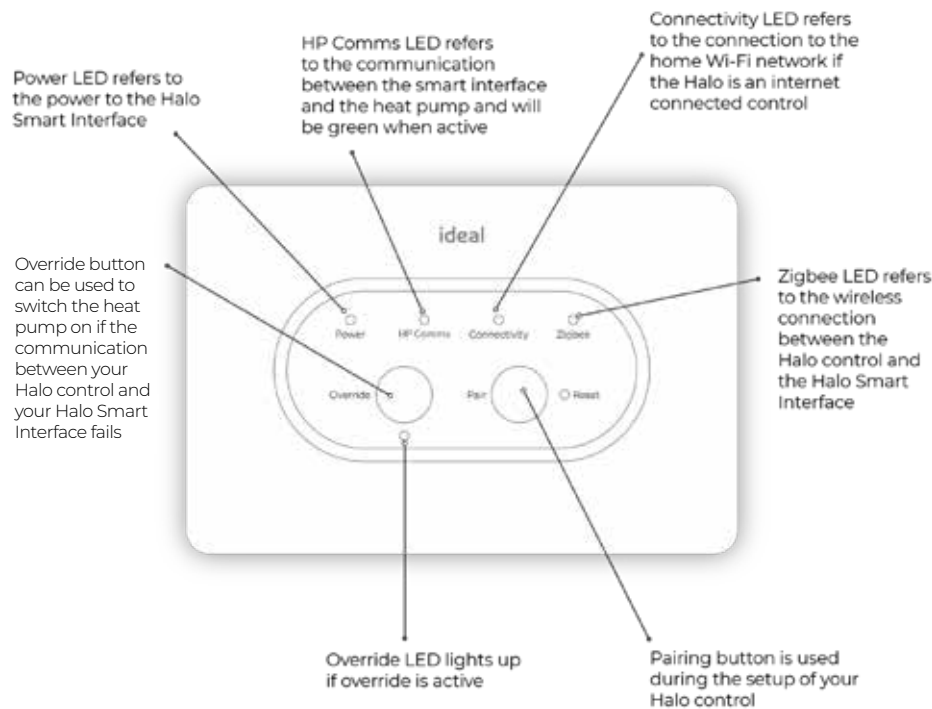 Connectivity LED refers
to the connection to the
home Wi-Fi network if
the Halo is an internet
connected control
HP Comms LED refers
to the communication
between the smart interface
and the heat pump and will
be green when active
Power LED refers to
the power to the Halo
Smart Interface
ideal
Override button
can be used to
switch the heat
pump on if the
communication
between your
Halo control and
your Halo Smart
Interface fails
Zigbee LED refers
to the wireless
connection
between the
Halo control and
the Halo Smart
Interface
Power HP Comms Connectivity Zigbee
Override Pair Reset
Override LED lights up
if override is active
Pairing button is used
during the setup of your
Halo control